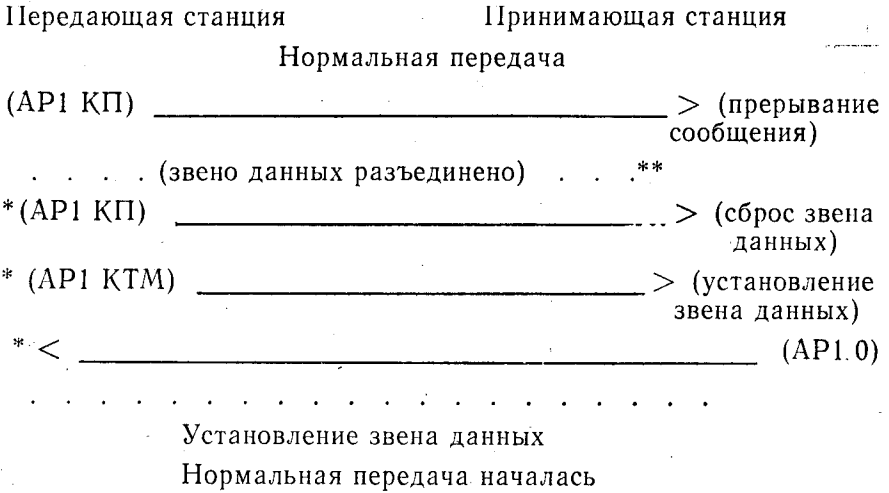 Передающая станция Принимающая станция
Нормальная передача
(АР1 КП) > (прерывание
сообщения)
. . . . (звено данных разъединено) . . .**
*(АР1 КП) > (сброс звена
данных)
* (АР1 КТМ) > (установление
звена данных)
* < (АР1.0)
. . . . . . . . . . . . . . . . . . . . .
Установление звена данных
Нормальная передача началась